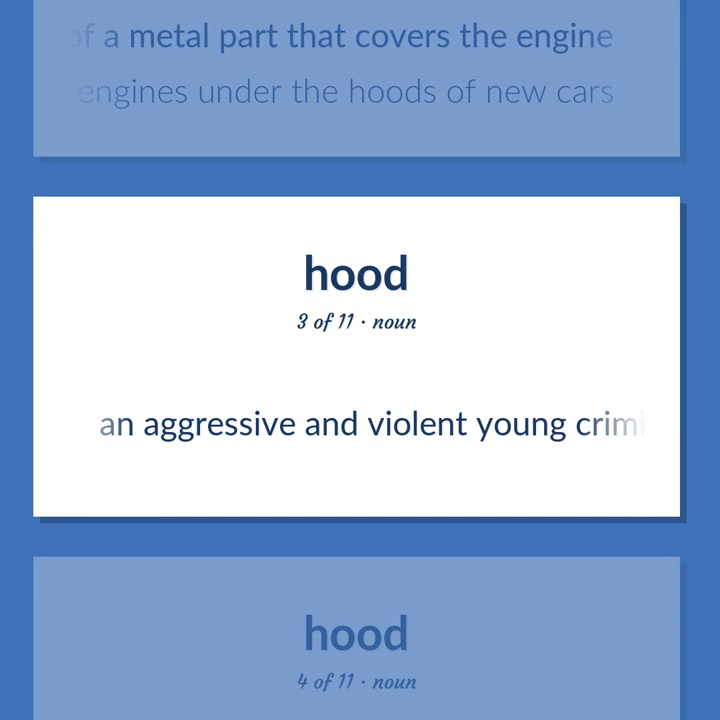 of a metal part that covers the engine
engines under the hoods of new cars
hood
3 of 11 · noun
an aggressive and violent young crimi
hood
4 of 11 · noun